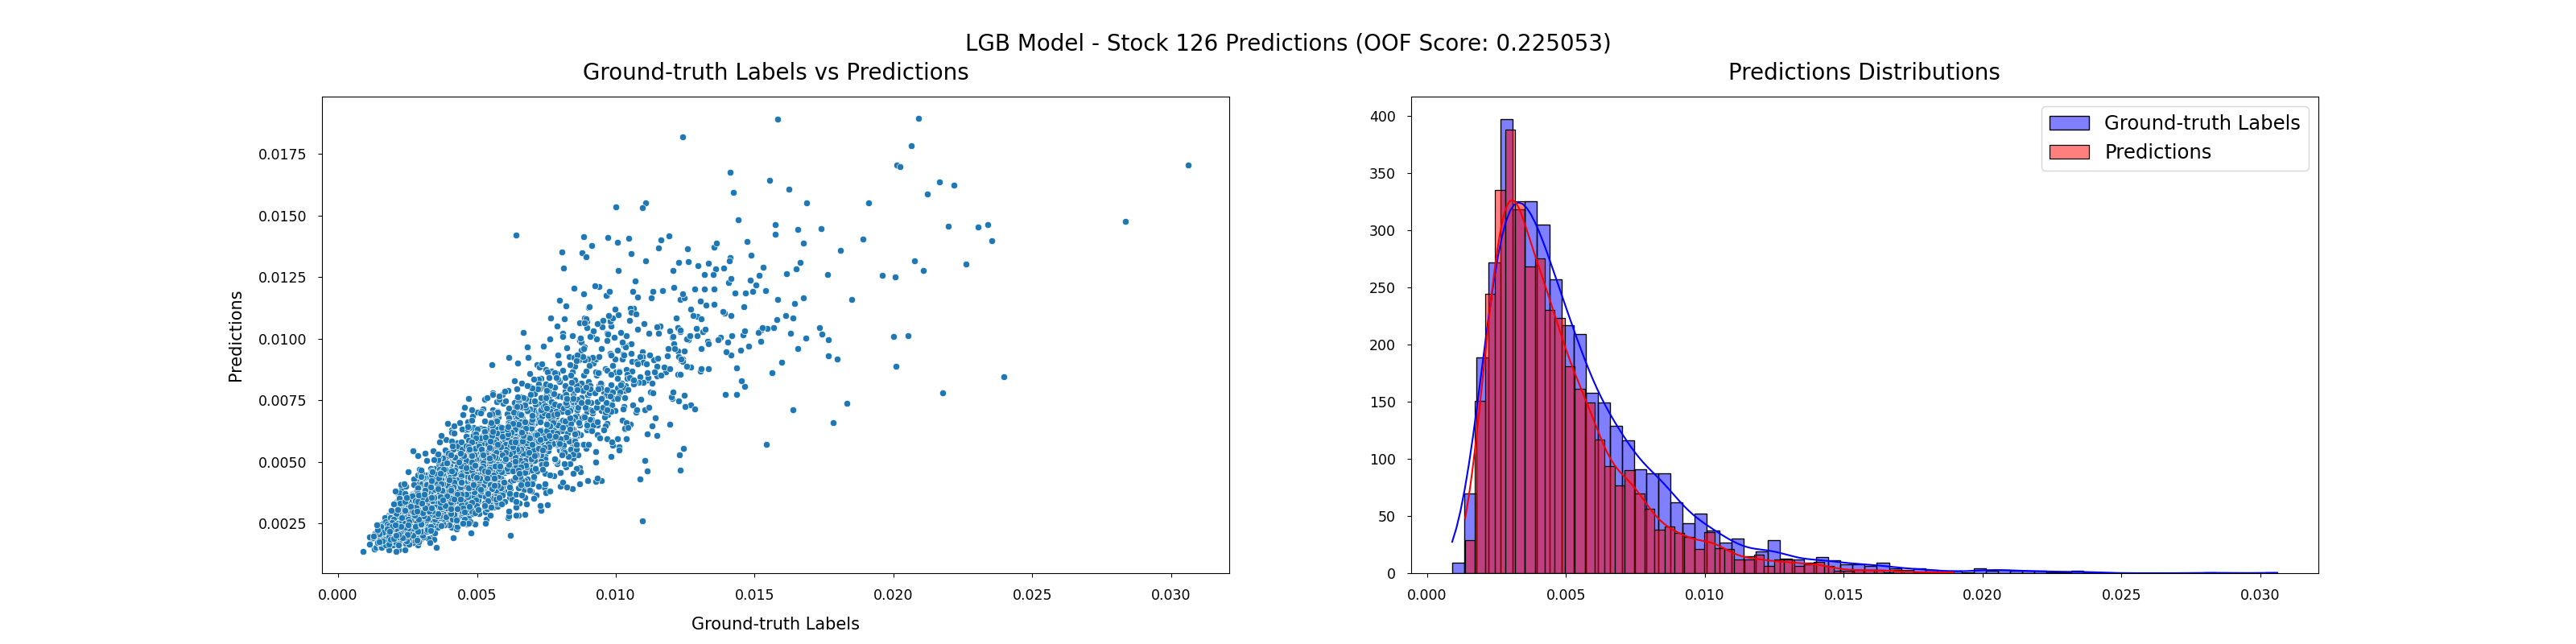 LGB Model - Stock 126 Predictions (OOF Score: 0.225053)
Ground-truth Labels vs Predictions
0.0175
0.0150
0.0125
0.0100
0.0075
0.0050
0.0025
Predictions
0.000 0.005 0.010 0.015 0.020 0.025 0.030
Ground-truth Labels
Predictions Distributions
Ground-truth Labels
Predictions
400
350
300
250
200
150
100
50
0
0.000 0.005 0.010 0.015 0.020 0.025 0.030